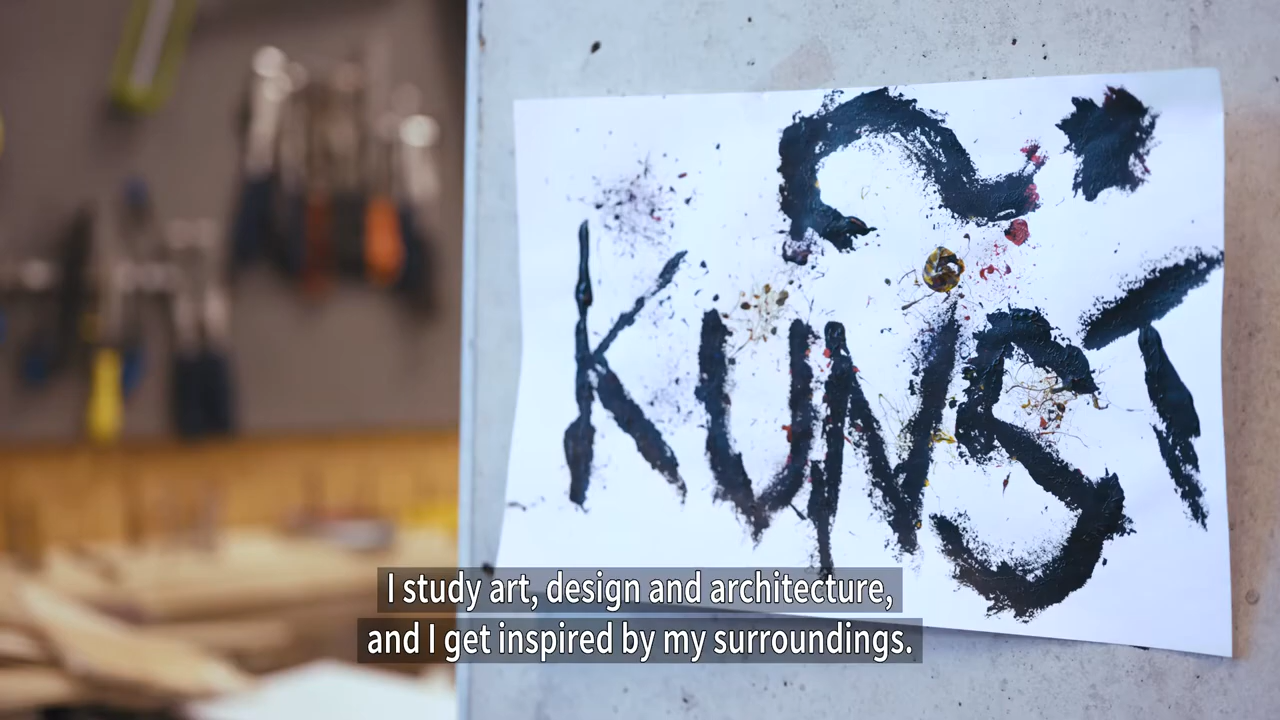 KUNST
I study art, design and architecture,
and I get inspired by my surroundings.